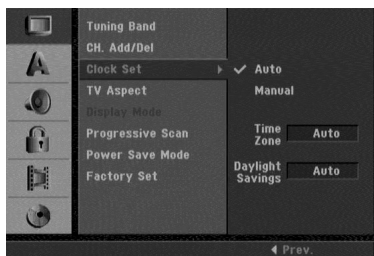 Tuning Band
CH. Add/Del
Clock Set
TV Aspect
Display Mode
Progressive Scan
Power Save Mode
Factory Set
✓ Auto
Manual
Time Zone Auto
Daylight Savings Auto
A
Prev.